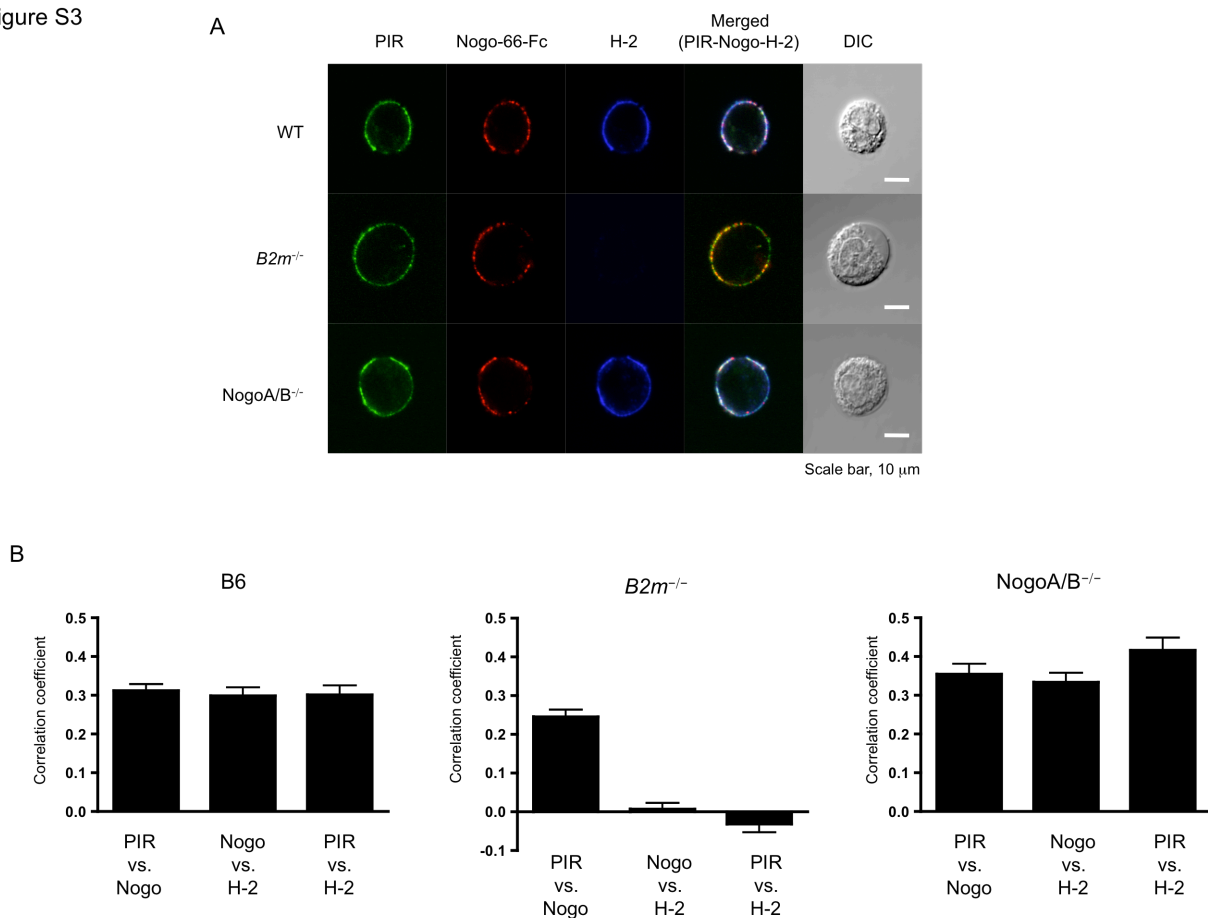 igure S3
A
PIR Nogo-66-Fc H-2 Merged (PIR-Nogo-H-2) DIC
WT
B2m⁻/⁻
NogoA/B⁻/⁻
Scale bar, 10 μm
B
B6
Correlation coefficient
0.5
0.4
0.3
0.2
0.1
0.0
PIR vs. Nogo
Nogo vs. H-2
PIR vs. H-2
B2m⁻/⁻
Correlation coefficient
0.5
0.4
0.3
0.2
0.1
0.0
-0.1
PIR vs. Nogo
Nogo vs. H-2
PIR vs. H-2
NogoA/B⁻/⁻
Correlation coefficient
0.5
0.4
0.3
0.2
0.1
0.0
PIR vs. Nogo
Nogo vs. H-2
PIR vs. H-2